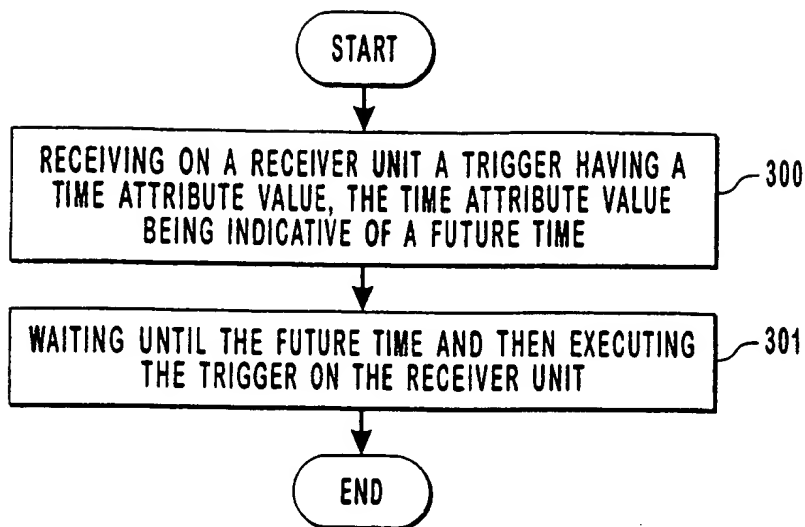 START
RECEIVING ON A RECEIVER UNIT A TRIGGER HAVING A
TIME ATTRIBUTE VALUE, THE TIME ATTRIBUTE VALUE
BEING INDICATIVE OF A FUTURE TIME
300
WAITING UNTIL THE FUTURE TIME AND THEN EXECUTING
THE TRIGGER ON THE RECEIVER UNIT
301
END